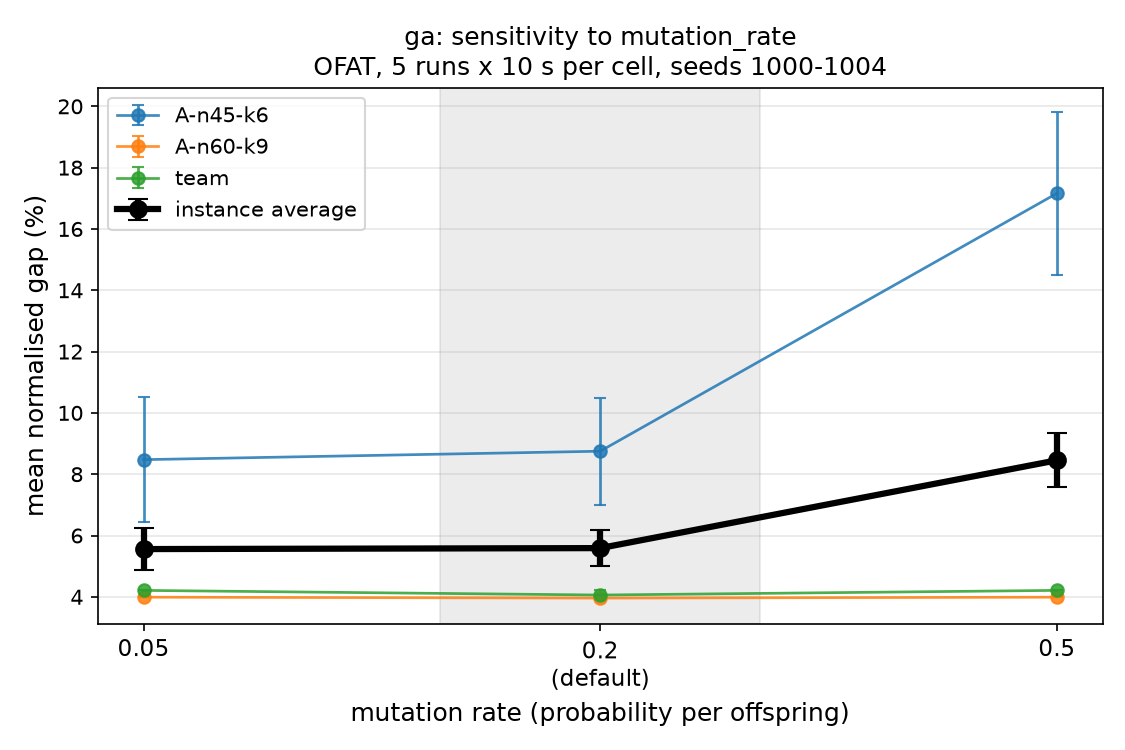 ga: sensitivity to mutation_rate
OFAT, 5 runs x 10 s per cell, seeds 1000-1004
mean normalised gap (%)
20
18
16
14
12
10
8
6
4
A-n45-k6
A-n60-k9
team
instance average
0.05
0.2
(default)
0.5
mutation rate (probability per offspring)